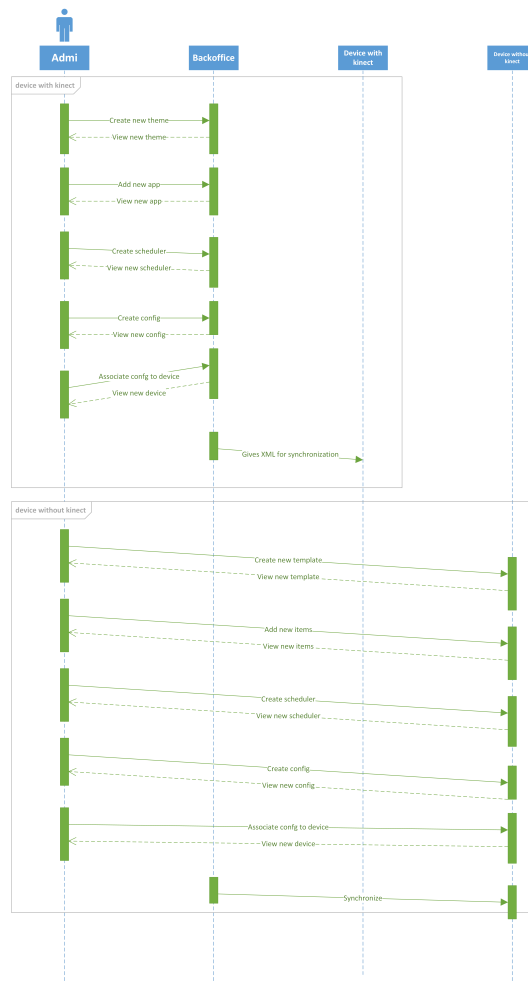 Admi
Backoffice
Device with
kinect
Device withou
kinect
device with kinect
Create new theme
View new theme
Add new app
View new app
Create scheduler
View new scheduler
Create config
View new config
Associate confg to device
View new device
Gives XML for synchronization
device without kinect
Create new template
View new template
Add new items
View new items
Create scheduler
View new scheduler
Create config
View new config
Associate confg to device
View new device
Synchronize